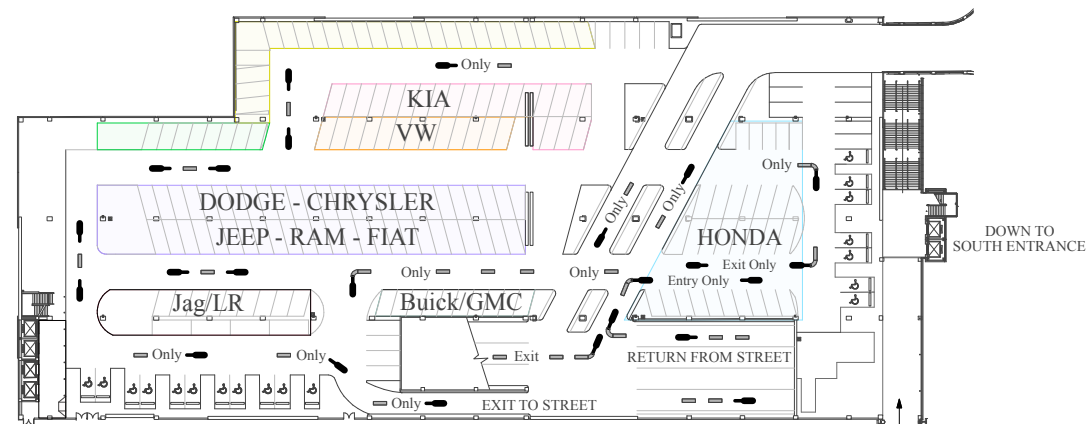 Only
KIA
VW
Only
DODGE - CHRYSLER
JEEP - RAM - FIAT
Only
Only
HONDA
DOWN TO
SOUTH ENTRANCE
Only
Only
Exit Only
Entry Only
Jag/LR
Buick/GMC
Only
Only
Exit
RETURN FROM STREET
Only
EXIT TO STREET